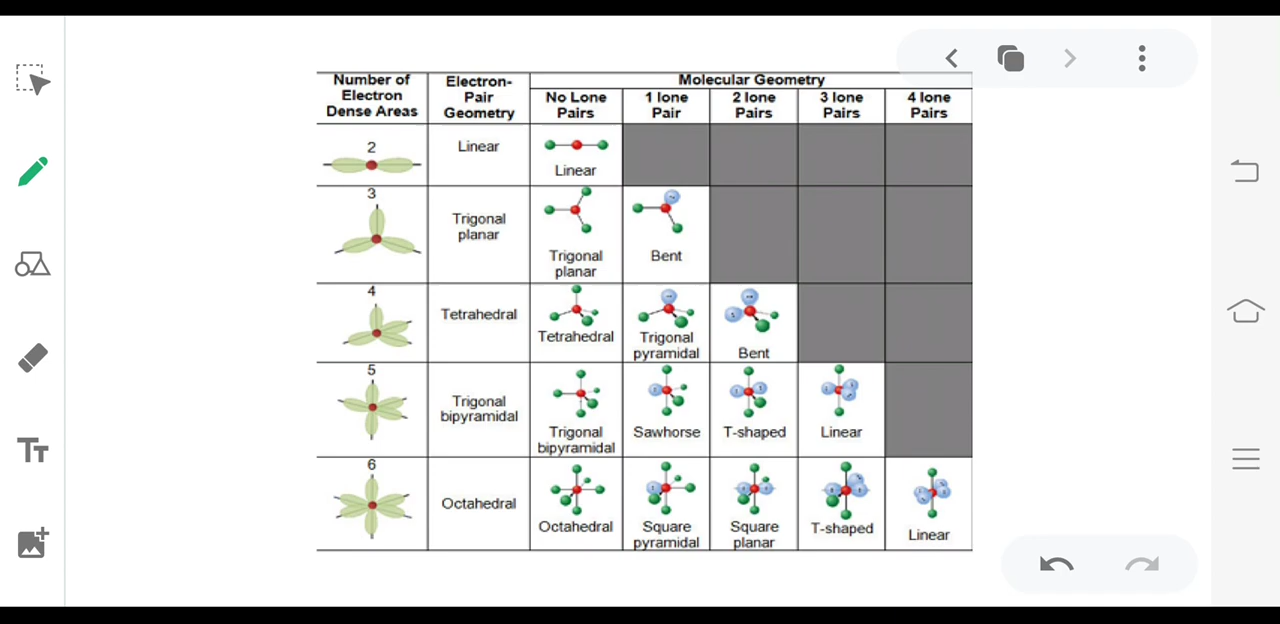 Number of
Electron
Dense Areas
Electron-
Pair
Geometry
Molecular Geometry
No Lone
Pairs
1 lone
Pair
2 lone
Pairs
3 lone
Pairs
4 lone
Pairs
2
Linear
Linear
3
Trigonal
planar
Trigonal
planar
Bent
4
Tetrahedral
Tetrahedral
Trigonal
pyramidal
Bent
5
Trigonal
bipyramidal
Trigonal
bipyramidal
Sawhorse
T-shaped
Linear
6
Octahedral
Octahedral
Square
pyramidal
Square
planar
T-shaped
Linear
TT